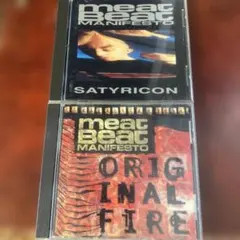 meat
Beat
MANIFESTO
SATYRICON
meat
Beat
MANIFESTO
ORIG
INAL
FIRE